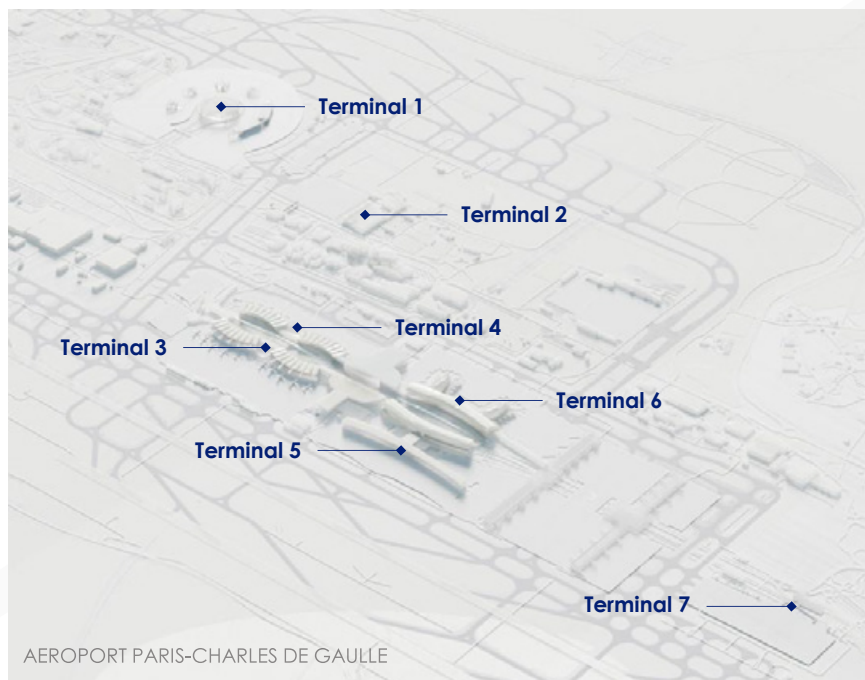 Terminal 1
Terminal 2
Terminal 4
Terminal 3
Terminal 6
Terminal 5
Terminal 7
AEROPORT PARIS-CHARLES DE GAULLE